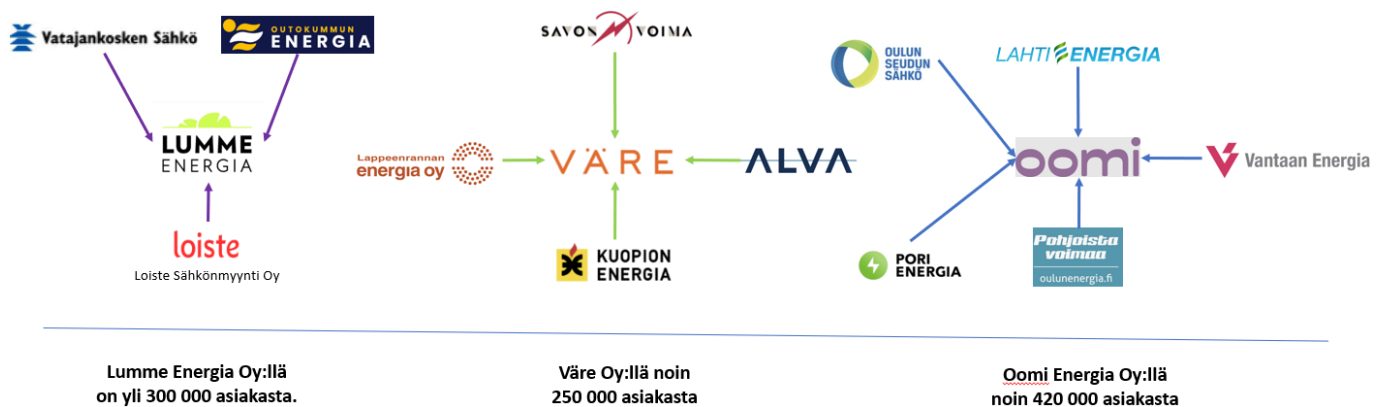 Vatajankosken Sähkö
OUTOKUMMUN
ENERGIA
LUMME
ENERGIA
loiste
Loiste Sähkönmyynti Oy
SAVON VOIMA
Lappeenrannan
energia oy
VÄRE
ALVA
KUOPION
ENERGIA
OULUN
SEUDUN
SÄHKÖ
LAHTI ENERGIA
oomi
Vantaan Energia
PORI
ENERGIA
Pohjoista
voimaa
oulunenergia.fi
Lumme Energia Oy:llä
on yli 300 000 asiakasta.
Väre Oy:llä noin
250 000 asiakasta
Oomi Energia Oy:llä
noin 420 000 asiakasta